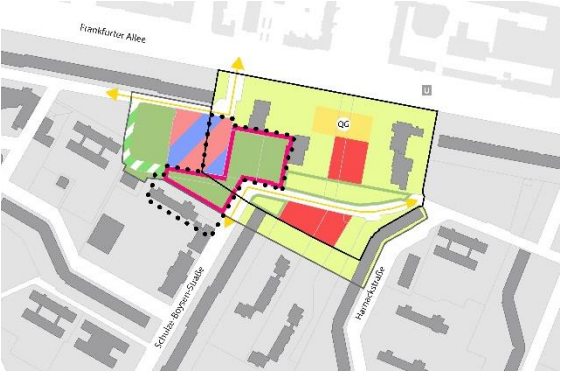 Frankfurter Allee
U
QG
Schulze-Boysen-Straße
Harnackstraße